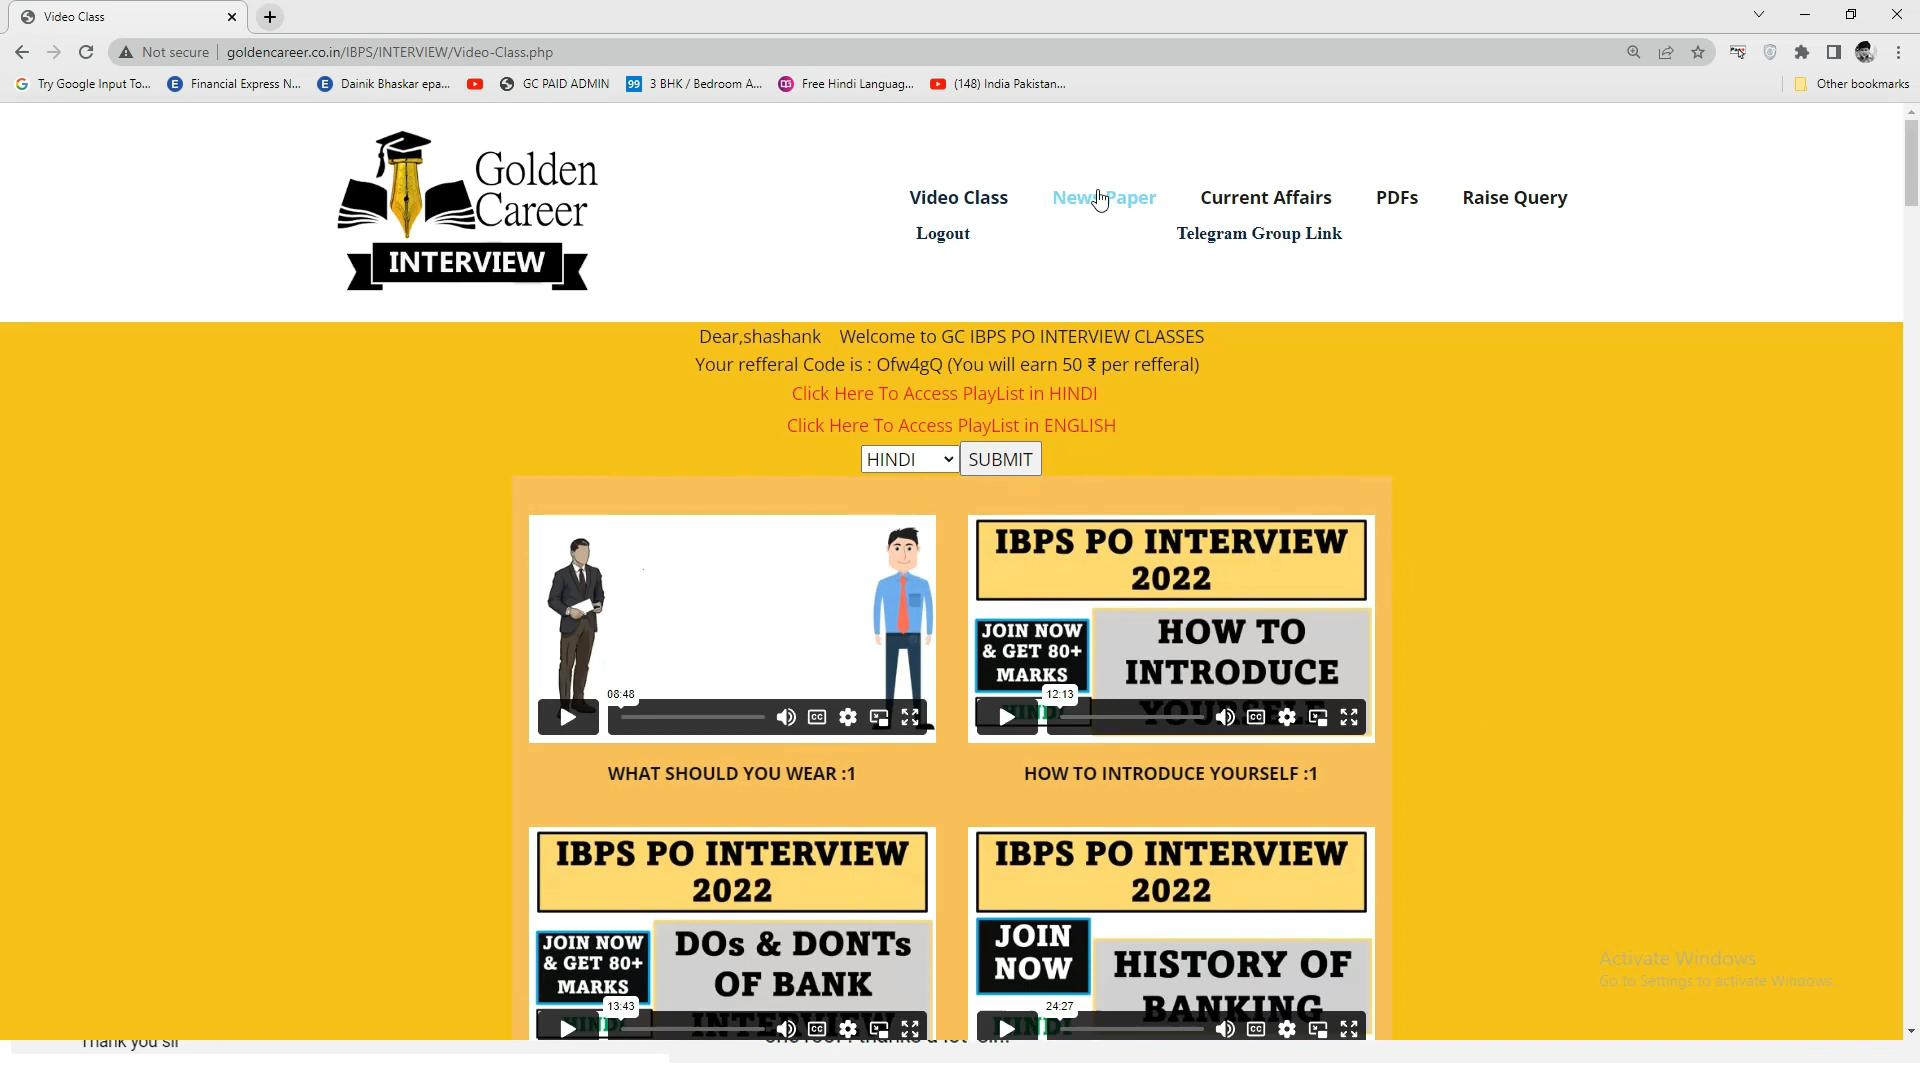 Video Class
Not secure
goldencareer.co.in/IBPS/INTERVIEW/Video-Class.php
Try Google Input To...
Financial Express N...
Dainik Bhaskar epa...
GC PAID ADMIN
99
3 BHK / Bedroom A...
Free Hindi Languag...
(148) India Pakistan...
Other bookmarks
Golden
Career
INTERVIEW
Video Class
News Paper
Current Affairs
PDFs
Raise Query
Logout
Telegram Group Link
Dear,shashank Welcome to GC IBPS PO INTERVIEW CLASSES
Your refferal Code is : Ofw4gQ (You will earn 50 ₹ per refferal)
Click Here To Access PlayList in HINDI
Click Here To Access PlayList in ENGLISH
HINDI
SUBMIT
08:48
WHAT SHOULD YOU WEAR :1
IBPS PO INTERVIEW
2022
JOIN NOW
& GET 80+
MARKS
HINDI
HOW TO
INTRODUCE
YOURSELF
12:13
HOW TO INTRODUCE YOURSELF :1
IBPS PO INTERVIEW
2022
JOIN NOW
& GET 80+
MARKS
HINDI
DOs & DONTs
OF BANK
INTERVIEW
13:43
IBPS PO INTERVIEW
2022
JOIN
NOW
HINDI
HISTORY OF
BANKING
24:27
Activate Windows
Go to Settings to activate Windows.
Thank you sir